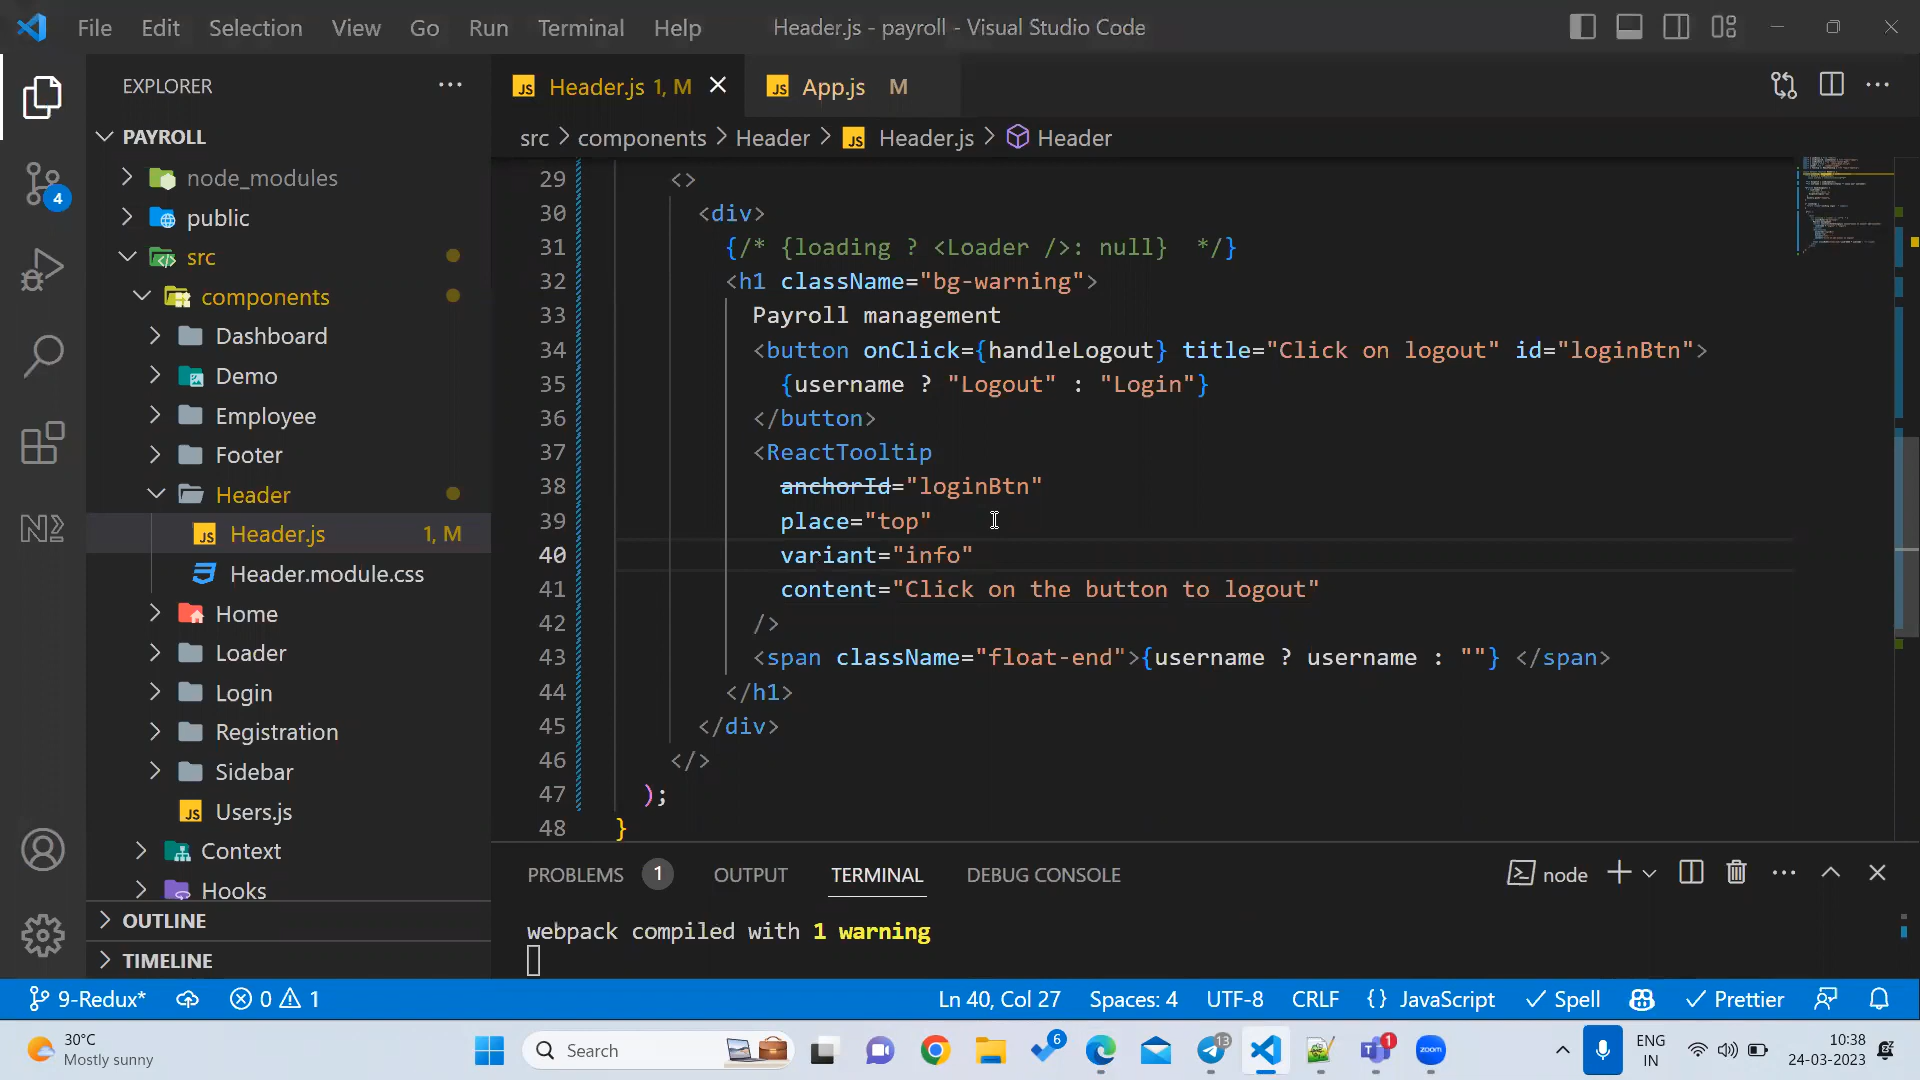 File Edit Selection View Go Run Terminal Help Header.js - payroll - Visual Studio Code
EXPLORER
PAYROLL
node_modules
public
src
components
Dashboard
Demo
Employee
Footer
Header
Header.js 1, M
Header.module.css
Home
Loader
Login
Registration
Sidebar
Users.js
Context
Hooks
OUTLINE
TIMELINE
4
Header.js 1, M App.js M
src > components > Header > Header.js > Header
29 <>
30 <div>
31 {/* {loading ? <Loader />: null}  */}
32 <h1 className="bg-warning">
33 Payroll management
34 <button onClick={handleLogout} title="Click on logout" id="loginBtn">
35 {username ? "Logout" : "Login"}
36 </button>
37 <ReactTooltip
38 anchorId="loginBtn"
39 place="top"
40 variant="info"
41 content="Click on the button to logout"
42 />
43 <span className="float-end">{username ? username : ""} </span>
44 </h1>
45 </div>
46 </>
47 );
48 }
PROBLEMS 1 OUTPUT TERMINAL DEBUG CONSOLE node
webpack compiled with 1 warning
9-Redux* 0 1 Ln 40, Col 27 Spaces: 4 UTF-8 CRLF {} JavaScript Spell Prettier
30°C
Mostly sunny
Search
6
13
1
zoom
ENG
IN
10:38
24-03-2023